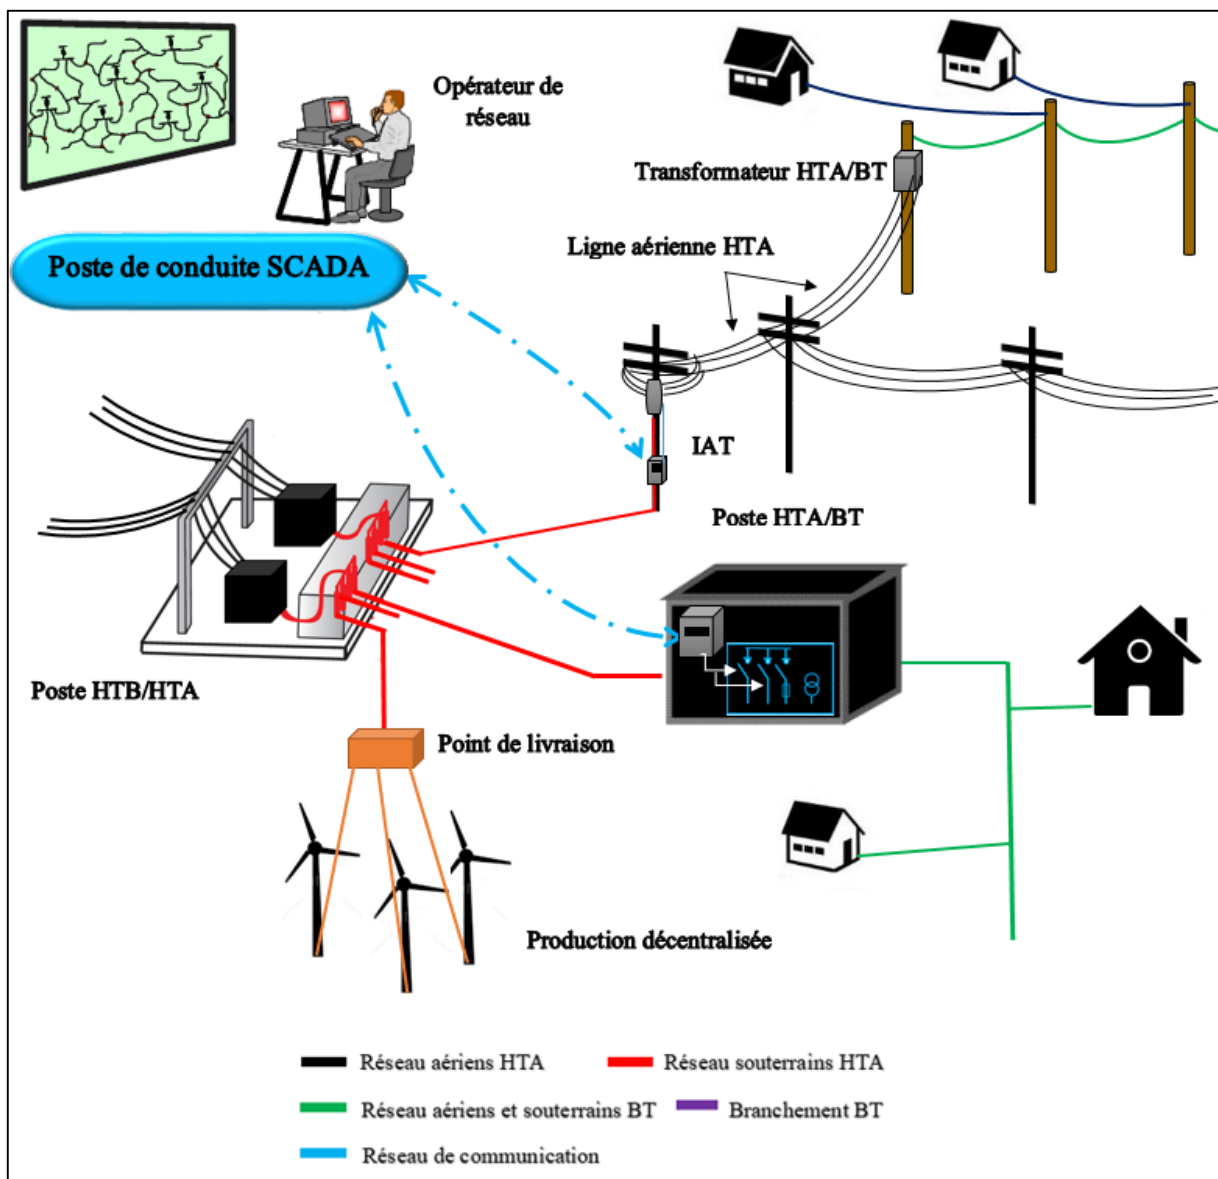 Opérateur de
réseau
Transformateur HTA/BT
Ligne aérienne HTA
Poste de conduite SCADA
IAT
Poste HTA/BT
Poste HTB/HTA
Point de livraison
Production décentralisée
Réseau aériens HTA
Réseau souterrains HTA
Réseau aériens et souterrains BT
Branchement BT
Réseau de communication